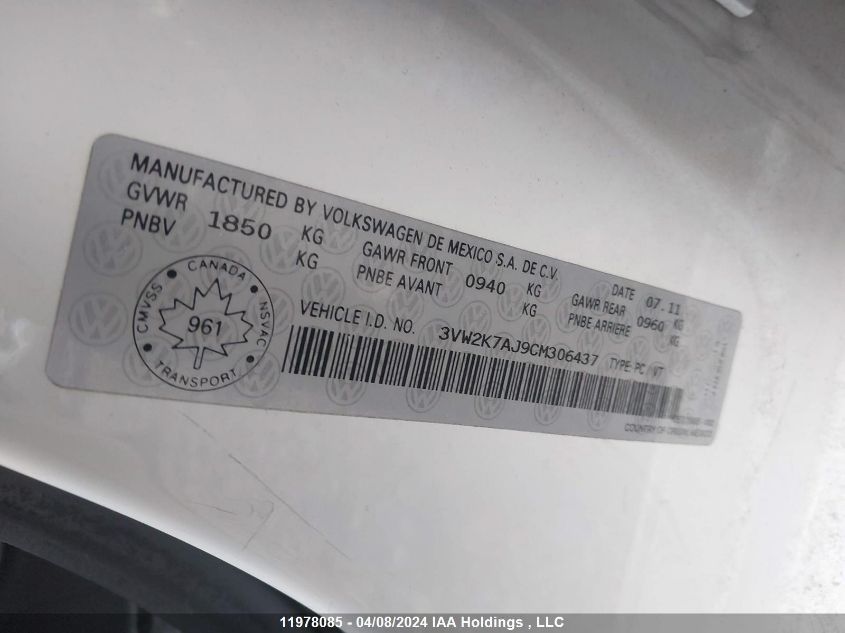 MANUFACTURED BY VOLKSWAGEN DE MEXICO S.A. DE C.V. DATE 07.11
GVWR 1850 KG GAWR FRONT 0940 KG GAWR REAR 0960 KG
PNBV KG PNBE AVANT KG PNBE ARRIERE KG
VEHICLE I.D. NO. 3VW2K7AJ9CM306437 TYPE: PC / VT
CANADA
CMVSS 961 NSVAC
TRANSPORT
COUNTRY OF ORIGIN: MEXICO
11978085 - 04/08/2024 IAA Holdings , LLC